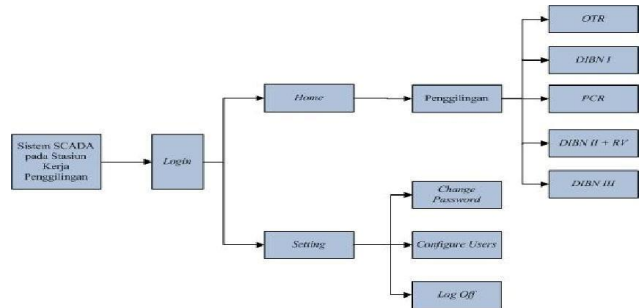 OTR
DIBN I
Home
Penggilingan
PCR
Sistem SCADA
pada Stasiun
Kerja
Penggilingan
Login
DIBN II + RV
DIBN III
Change
Password
Setting
Configure Users
Log Off